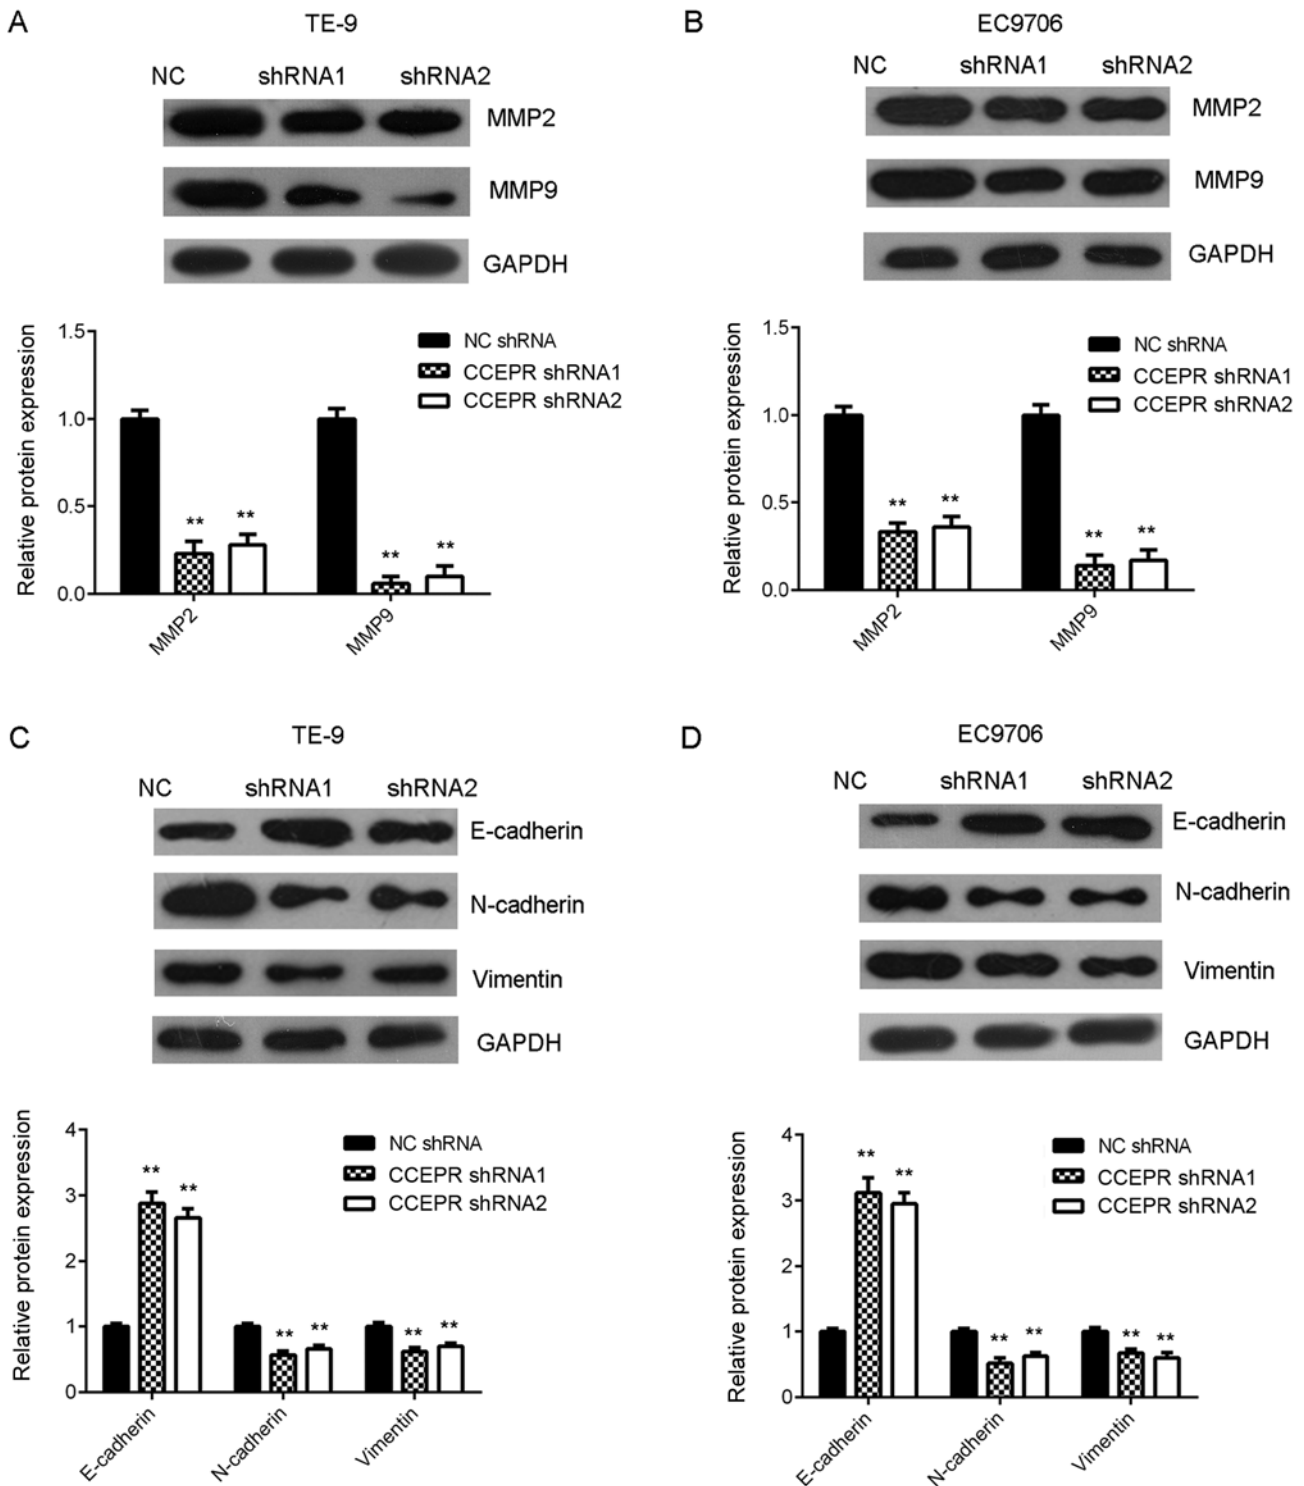 A
TE-9
NC shRNA1 shRNA2
MMP2
MMP9
GAPDH
Relative protein expression
1.5
1.0
0.5
0.0
NC shRNA
CCEPR shRNA1
CCEPR shRNA2
** **
** **
MMP2 MMP9
B
EC9706
NC shRNA1 shRNA2
MMP2
MMP9
GAPDH
Relative protein expression
1.5
1.0
0.5
0.0
NC shRNA
CCEPR shRNA1
CCEPR shRNA2
** **
** **
MMP2 MMP9
C
TE-9
NC shRNA1 shRNA2
E-cadherin
N-cadherin
Vimentin
GAPDH
Relative protein expression
4
3
2
1
0
NC shRNA
CCEPR shRNA1
CCEPR shRNA2
** **
** ** ** **
E-cadherin N-cadherin Vimentin
D
EC9706
NC shRNA1 shRNA2
E-cadherin
N-cadherin
Vimentin
GAPDH
Relative protein expression
4
3
2
1
0
NC shRNA
CCEPR shRNA1
CCEPR shRNA2
** **
** ** ** **
E-cadherin N-cadherin Vimentin